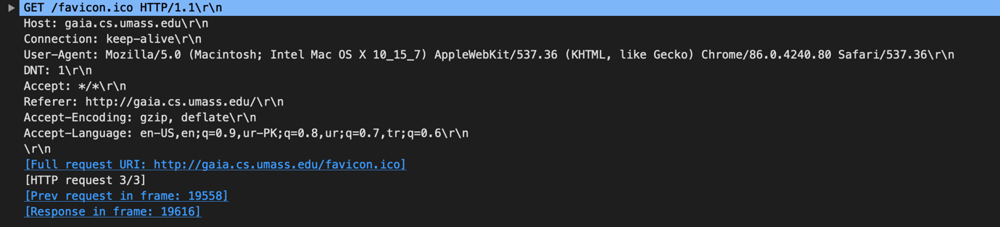 GET /favicon.ico HTTP/1.1\r\n
Host: gaia.cs.umass.edu\r\n
Connection: keep-alive\r\n
User-Agent: Mozilla/5.0 (Macintosh; Intel Mac OS X 10_15_7) AppleWebKit/537.36 (KHTML, like Gecko) Chrome/86.0.4240.80 Safari/537.36\r\n
DNT: 1\r\n
Accept: */*\r\n
Referer: http://gaia.cs.umass.edu/\r\n
Accept-Encoding: gzip, deflate\r\n
Accept-Language: en-US,en;q=0.9,ur-PK;q=0.8,ur;q=0.7,tr;q=0.6\r\n
\r\n
[Full request URI: http://gaia.cs.umass.edu/favicon.ico]
[HTTP request 3/3]
[Prev request in frame: 19558]
[Response in frame: 19616]